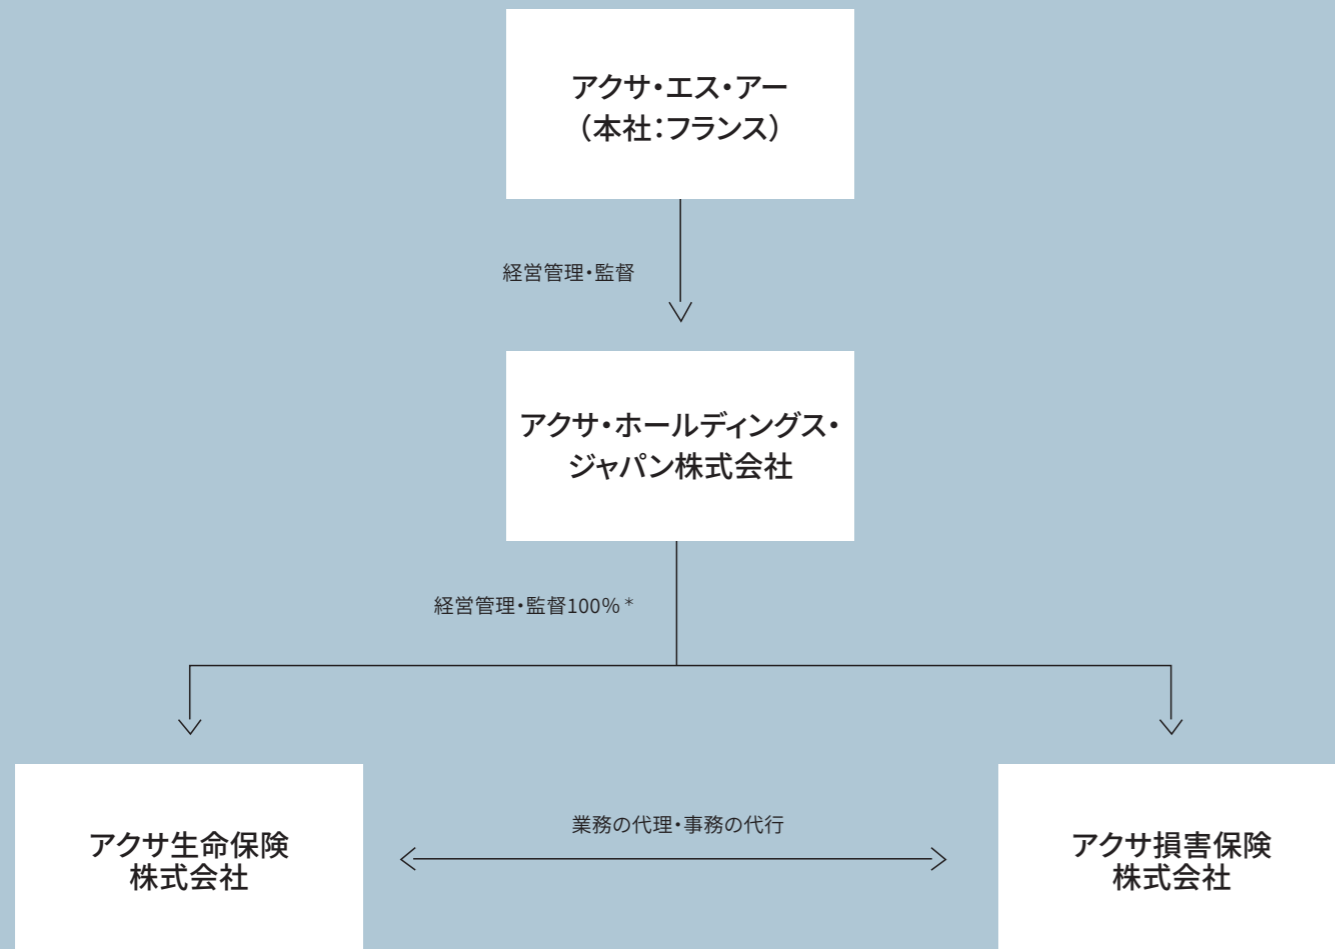 アクサ・エス・アー
（本社：フランス）
経営管理・監督
アクサ・ホールディングス・
ジャパン株式会社
経営管理・監督100％＊
業務の代理・事務の代行
アクサ生命保険
株式会社
アクサ損害保険
株式会社